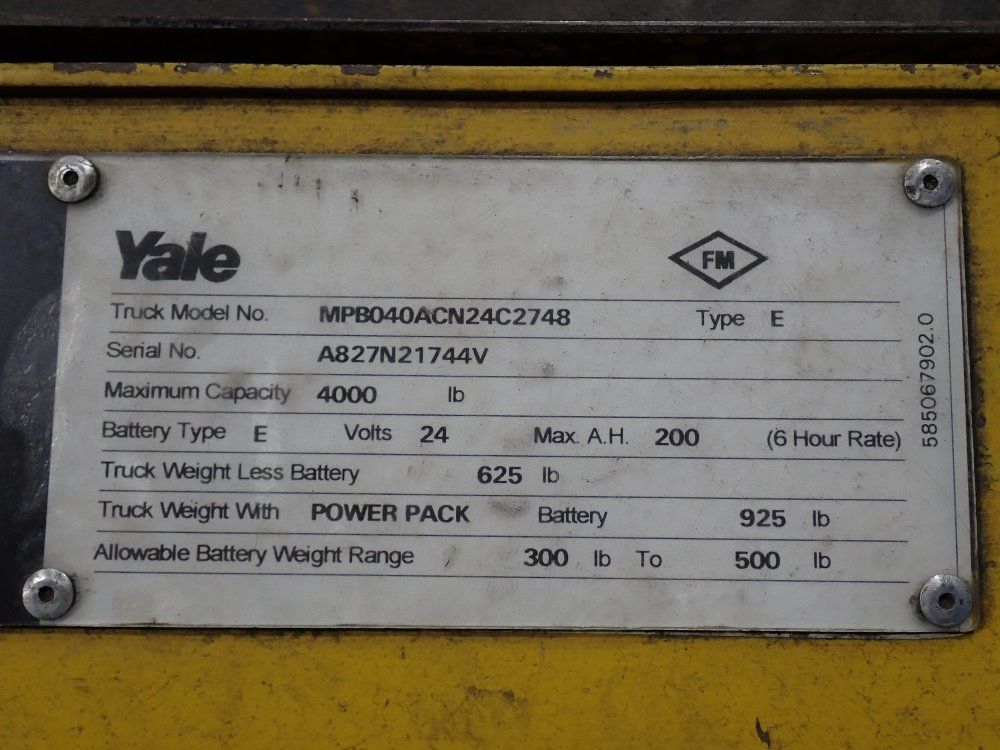 Yale FM
Truck Model No. MPB040ACN24C2748 Type E
Serial No. A827N21744V
Maximum Capacity 4000 lb
Battery Type E Volts 24 Max. A.H. 200 (6 Hour Rate)
Truck Weight Less Battery 625 lb
Truck Weight With POWER PACK Battery 925 lb
Allowable Battery Weight Range 300 lb To 500 lb
585067902.0